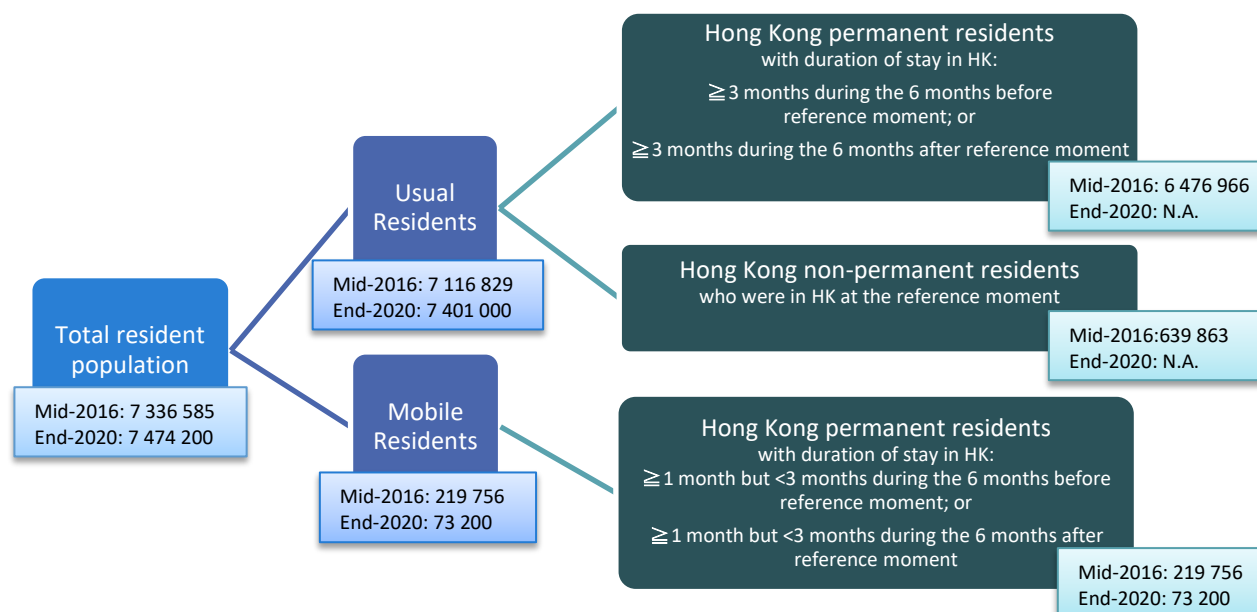 Total resident
population
Mid-2016: 7 336 585
End-2020: 7 474 200
Usual
Residents
Mid-2016: 7 116 829
End-2020: 7 401 000
Mobile
Residents
Mid-2016: 219 756
End-2020: 73 200
Hong Kong permanent residents
with duration of stay in HK:
≧3 months during the 6 months before
reference moment; or
≧3 months during the 6 months after reference moment
Mid-2016: 6 476 966
End-2020: N.A.
Hong Kong non-permanent residents
who were in HK at the reference moment
Mid-2016:639 863
End-2020: N.A.
Hong Kong permanent residents
with duration of stay in HK:
≧1 month but <3 months during the 6 months before
reference moment; or
≧1 month but <3 months during the 6 months after
reference moment
Mid-2016: 219 756
End-2020: 73 200